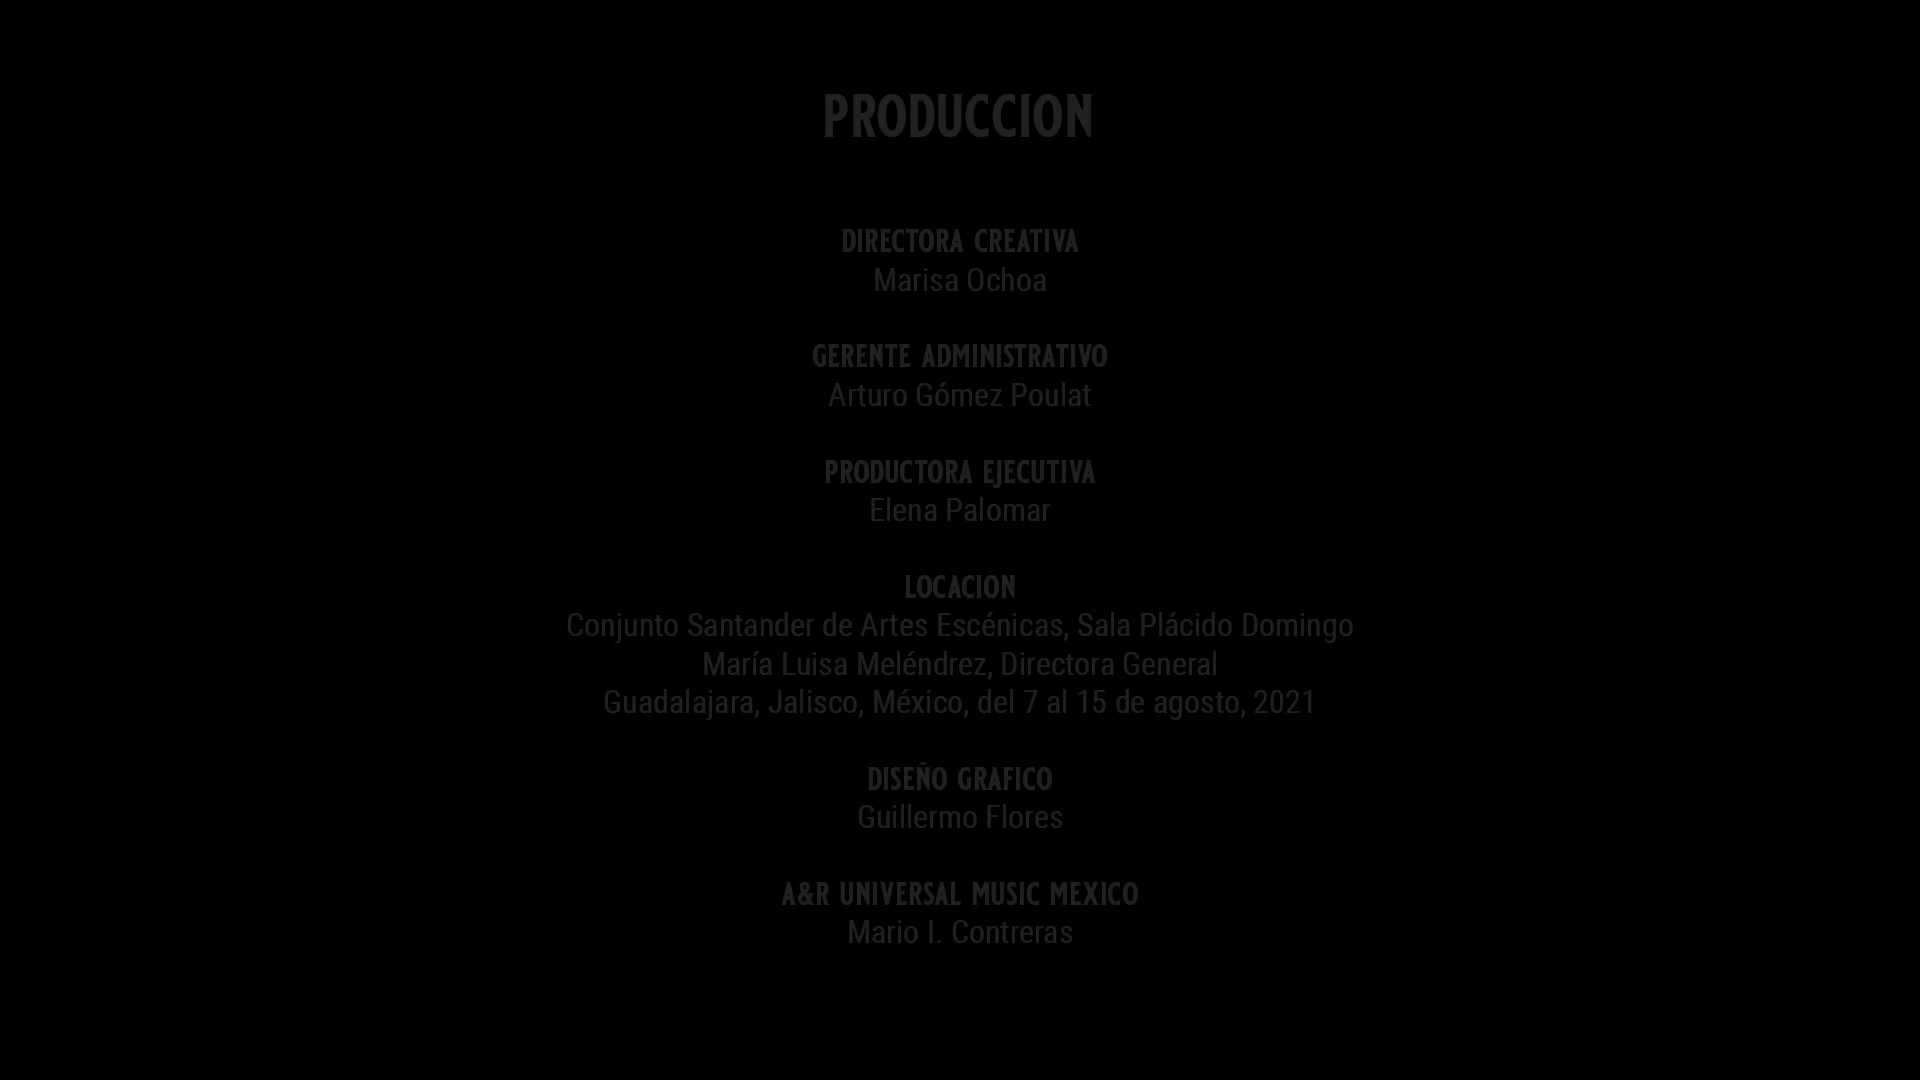 PRODUCCION
DIRECTORA CREATIVA
Marisa Ochoa
GERENTE ADMINISTRATIVO
Arturo Gómez Poulat
PRODUCTORA EJECUTIVA
Elena Palomar
LOCACION
Conjunto Santander de Artes Escénicas, Sala Plácido Domingo
María Luisa Meléndrez, Directora General
Guadalajara, Jalisco, México, del 7 al 15 de agosto, 2021
DISEÑO GRAFICO
Guillermo Flores
A&R UNIVERSAL MUSIC MEXICO
Mario I. Contreras